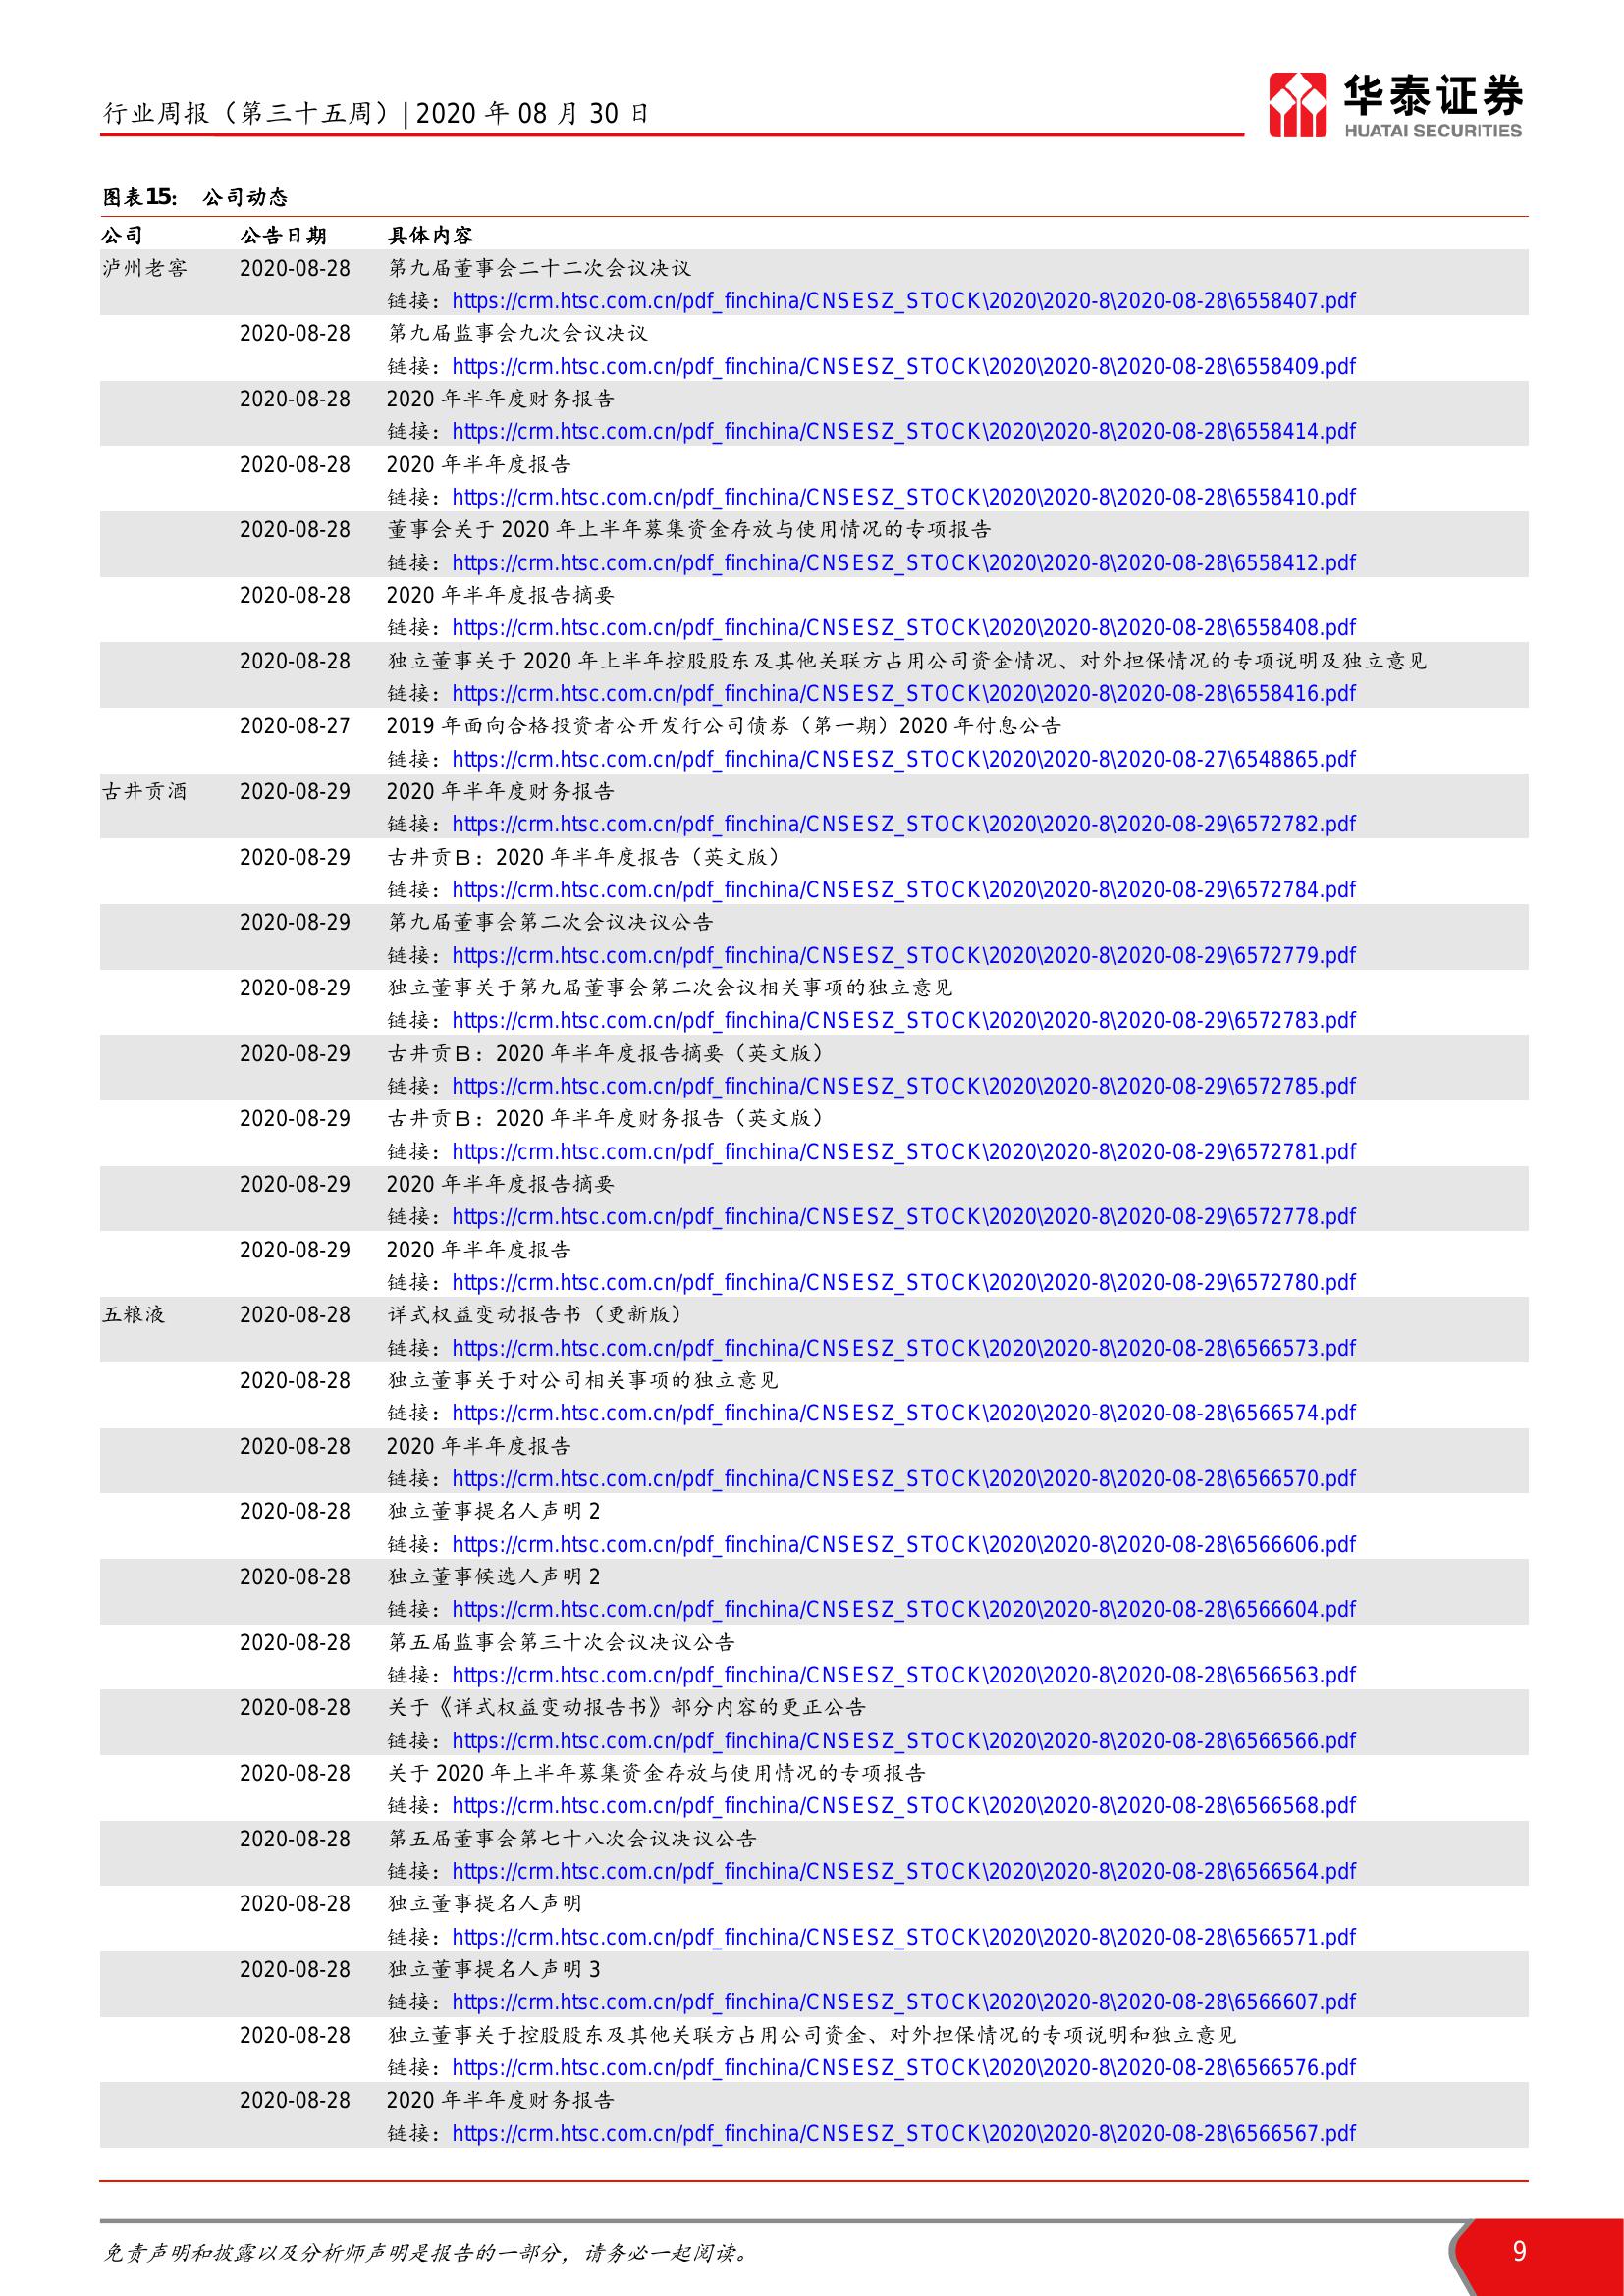 行业周报（第三十五周）| 2020 年 08 月 30 日
华泰证券
HUATAI SECURITIES
图表15： 公司动态
公司 公告日期 具体内容
泸州老窖 2020-08-28 第九届董事会二十二次会议决议
链接：https://crm.htsc.com.cn/pdf_finchina/CNSESZ_STOCK\2020\2020-8\2020-08-28\6558407.pdf
2020-08-28 第九届监事会九次会议决议
链接：https://crm.htsc.com.cn/pdf_finchina/CNSESZ_STOCK\2020\2020-8\2020-08-28\6558409.pdf
2020-08-28 2020 年半年度财务报告
链接：https://crm.htsc.com.cn/pdf_finchina/CNSESZ_STOCK\2020\2020-8\2020-08-28\6558414.pdf
2020-08-28 2020 年半年度报告
链接：https://crm.htsc.com.cn/pdf_finchina/CNSESZ_STOCK\2020\2020-8\2020-08-28\6558410.pdf
2020-08-28 董事会关于 2020 年上半年募集资金存放与使用情况的专项报告
链接：https://crm.htsc.com.cn/pdf_finchina/CNSESZ_STOCK\2020\2020-8\2020-08-28\6558412.pdf
2020-08-28 2020 年半年度报告摘要
链接：https://crm.htsc.com.cn/pdf_finchina/CNSESZ_STOCK\2020\2020-8\2020-08-28\6558408.pdf
2020-08-28 独立董事关于 2020 年上半年控股股东及其他关联方占用公司资金情况、对外担保情况的专项说明及独立意见
链接：https://crm.htsc.com.cn/pdf_finchina/CNSESZ_STOCK\2020\2020-8\2020-08-28\6558416.pdf
2020-08-27 2019 年面向合格投资者公开发行公司债券（第一期）2020 年付息公告
链接：https://crm.htsc.com.cn/pdf_finchina/CNSESZ_STOCK\2020\2020-8\2020-08-27\6548865.pdf
古井贡酒 2020-08-29 2020 年半年度财务报告
链接：https://crm.htsc.com.cn/pdf_finchina/CNSESZ_STOCK\2020\2020-8\2020-08-29\6572782.pdf
2020-08-29 古井贡Ｂ：2020 年半年度报告（英文版）
链接：https://crm.htsc.com.cn/pdf_finchina/CNSESZ_STOCK\2020\2020-8\2020-08-29\6572784.pdf
2020-08-29 第九届董事会第二次会议决议公告
链接：https://crm.htsc.com.cn/pdf_finchina/CNSESZ_STOCK\2020\2020-8\2020-08-29\6572779.pdf
2020-08-29 独立董事关于第九届董事会第二次会议相关事项的独立意见
链接：https://crm.htsc.com.cn/pdf_finchina/CNSESZ_STOCK\2020\2020-8\2020-08-29\6572783.pdf
2020-08-29 古井贡Ｂ：2020 年半年度报告摘要（英文版）
链接：https://crm.htsc.com.cn/pdf_finchina/CNSESZ_STOCK\2020\2020-8\2020-08-29\6572785.pdf
2020-08-29 古井贡Ｂ：2020 年半年度财务报告（英文版）
链接：https://crm.htsc.com.cn/pdf_finchina/CNSESZ_STOCK\2020\2020-8\2020-08-29\6572781.pdf
2020-08-29 2020 年半年度报告摘要
链接：https://crm.htsc.com.cn/pdf_finchina/CNSESZ_STOCK\2020\2020-8\2020-08-29\6572778.pdf
2020-08-29 2020 年半年度报告
链接：https://crm.htsc.com.cn/pdf_finchina/CNSESZ_STOCK\2020\2020-8\2020-08-29\6572780.pdf
五粮液 2020-08-28 详式权益变动报告书（更新版）
链接：https://crm.htsc.com.cn/pdf_finchina/CNSESZ_STOCK\2020\2020-8\2020-08-28\6566573.pdf
2020-08-28 独立董事关于对公司相关事项的独立意见
链接：https://crm.htsc.com.cn/pdf_finchina/CNSESZ_STOCK\2020\2020-8\2020-08-28\6566574.pdf
2020-08-28 2020 年半年度报告
链接：https://crm.htsc.com.cn/pdf_finchina/CNSESZ_STOCK\2020\2020-8\2020-08-28\6566570.pdf
2020-08-28 独立董事提名人声明 2
链接：https://crm.htsc.com.cn/pdf_finchina/CNSESZ_STOCK\2020\2020-8\2020-08-28\6566606.pdf
2020-08-28 独立董事候选人声明 2
链接：https://crm.htsc.com.cn/pdf_finchina/CNSESZ_STOCK\2020\2020-8\2020-08-28\6566604.pdf
2020-08-28 第五届监事会第三十次会议决议公告
链接：https://crm.htsc.com.cn/pdf_finchina/CNSESZ_STOCK\2020\2020-8\2020-08-28\6566563.pdf
2020-08-28 关于《详式权益变动报告书》部分内容的更正公告
链接：https://crm.htsc.com.cn/pdf_finchina/CNSESZ_STOCK\2020\2020-8\2020-08-28\6566566.pdf
2020-08-28 关于 2020 年上半年募集资金存放与使用情况的专项报告
链接：https://crm.htsc.com.cn/pdf_finchina/CNSESZ_STOCK\2020\2020-8\2020-08-28\6566568.pdf
2020-08-28 第五届董事会第七十八次会议决议公告
链接：https://crm.htsc.com.cn/pdf_finchina/CNSESZ_STOCK\2020\2020-8\2020-08-28\6566564.pdf
2020-08-28 独立董事提名人声明
链接：https://crm.htsc.com.cn/pdf_finchina/CNSESZ_STOCK\2020\2020-8\2020-08-28\6566571.pdf
2020-08-28 独立董事提名人声明 3
链接：https://crm.htsc.com.cn/pdf_finchina/CNSESZ_STOCK\2020\2020-8\2020-08-28\6566607.pdf
2020-08-28 独立董事关于控股股东及其他关联方占用公司资金、对外担保情况的专项说明和独立意见
链接：https://crm.htsc.com.cn/pdf_finchina/CNSESZ_STOCK\2020\2020-8\2020-08-28\6566576.pdf
2020-08-28 2020 年半年度财务报告
链接：https://crm.htsc.com.cn/pdf_finchina/CNSESZ_STOCK\2020\2020-8\2020-08-28\6566567.pdf
免责声明和披露以及分析师声明是报告的一部分，请务必一起阅读。
9